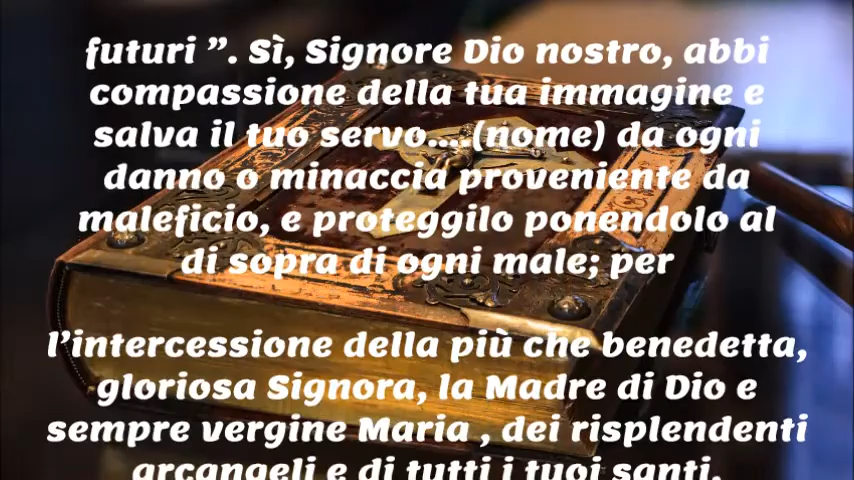 futuri ”. Sì, Signore Dio nostro, abbi
compassione della tua immagine e
salva il tuo servo....(nome) da ogni
danno o minaccia proveniente da
maleficio, e proteggilo ponendolo al
di sopra di ogni male; per
l’intercessione della più che benedetta,
gloriosa Signora, la Madre di Dio e
sempre vergine Maria , dei risplendenti
arcangeli e di tutti i tuoi santi.